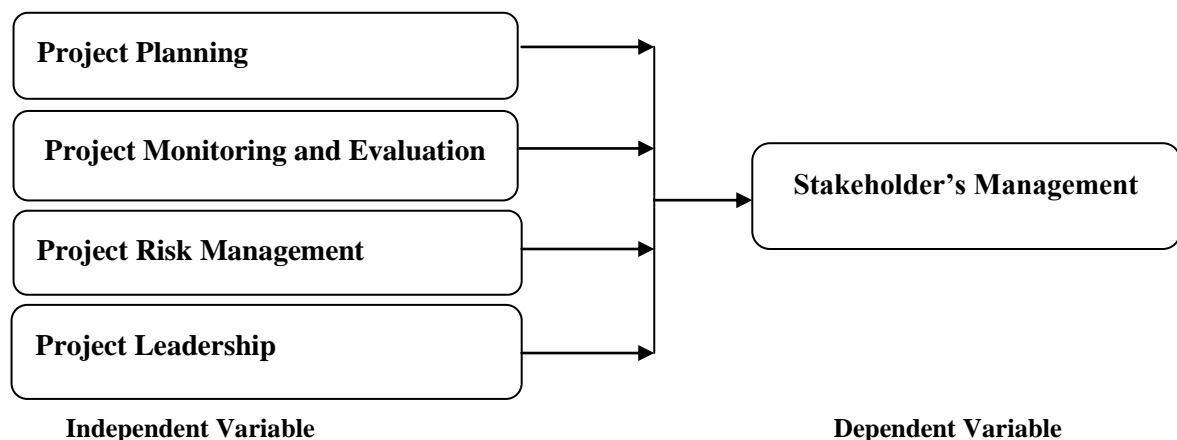 Project Planning
Project Monitoring and Evaluation
Project Risk Management
Project Leadership
Stakeholder’s Management
Independent Variable
Dependent Variable